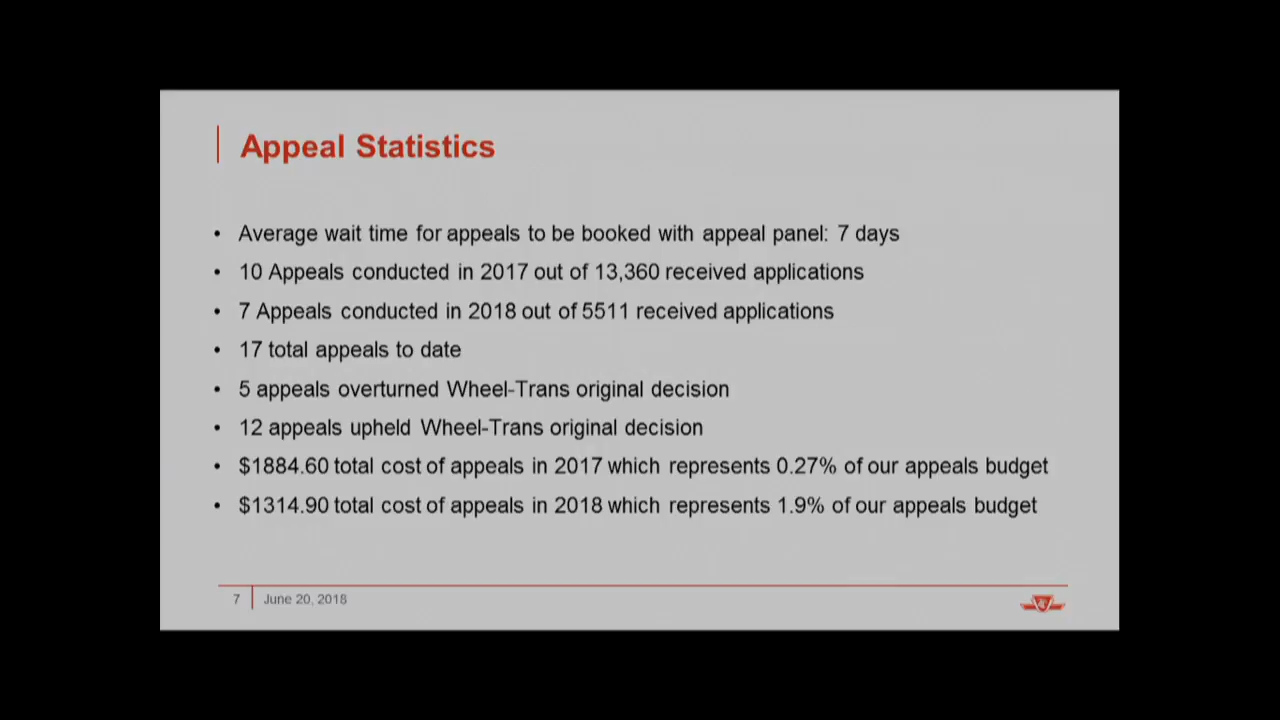 Appeal Statistics
• Average wait time for appeals to be booked with appeal panel: 7 days
• 10 Appeals conducted in 2017 out of 13,360 received applications
• 7 Appeals conducted in 2018 out of 5511 received applications
• 17 total appeals to date
• 5 appeals overturned Wheel-Trans original decision
• 12 appeals upheld Wheel-Trans original decision
• $1884.60 total cost of appeals in 2017 which represents 0.27% of our appeals budget
• $1314.90 total cost of appeals in 2018 which represents 1.9% of our appeals budget
7 June 20, 2018